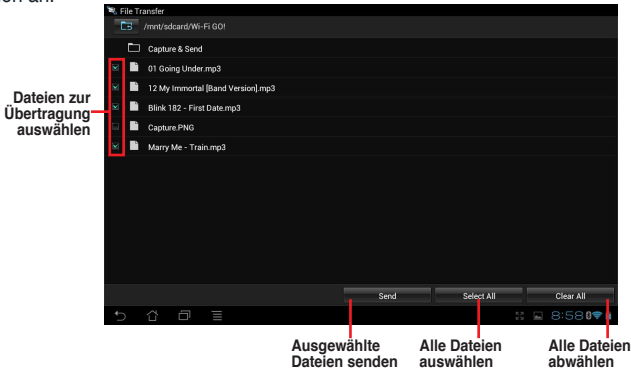 File Transfer
/mnt/sdcard/Wi-Fi GO!
Capture & Send
01 Going Under.mp3
12 My Immortal [Band Version].mp3
Blink 182 - First Date.mp3
Capture.PNG
Marry Me - Train.mp3
Dateien zur
Übertragung
auswählen
Send
Select All
Clear All
8:58
Ausgewählte
Dateien senden
Alle Dateien
auswählen
Alle Dateien
abwählen